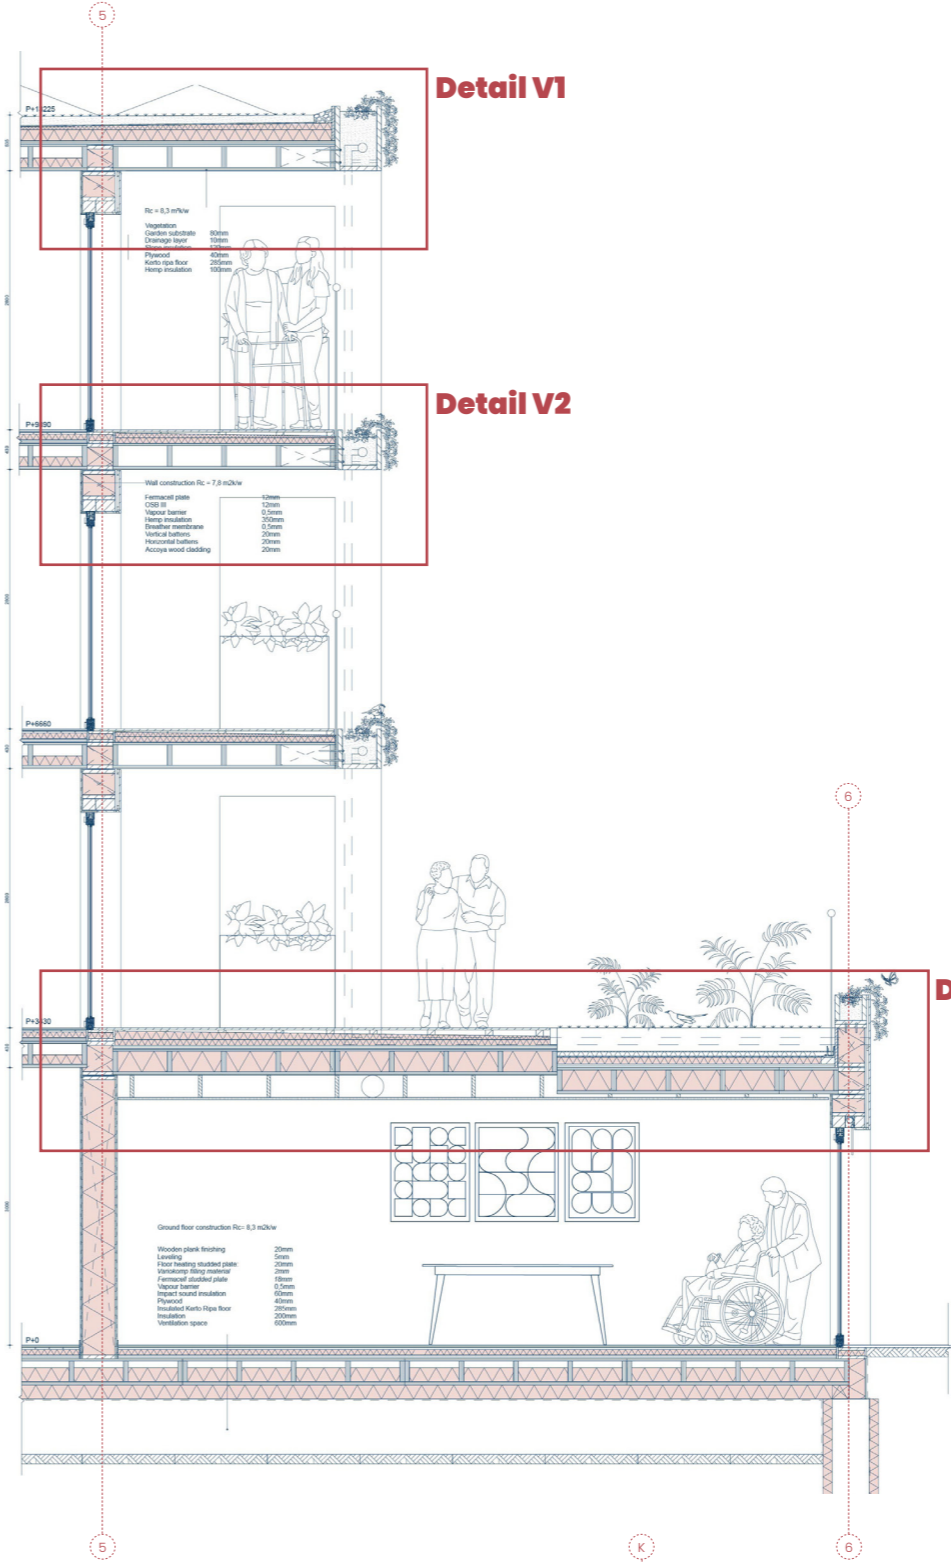 5
Detail V1
Rc = 8,3 m²k/w
Vegetation
Garden substrate 80mm
Drainage layer 10mm
Plywood 40mm
Kerto ripa floor 285mm
Hemp insulation 100mm
Detail V2
Wall construction Rc = 7,8 m2k/w
Fermacell plate 12mm
OSB III 12mm
Vapour barrier 0,5mm
Hemp insulation 350mm
Breather membrane 0,5mm
Vertical battens 20mm
Horizontal battens 20mm
Accoya wood cladding 20mm
P+6660
6
D
Ground floor construction Rc= 8,3 m2k/w
Wooden plank finishing 20mm
Leveling 5mm
Floor heating studded plate 20mm
Variokomp filling material 2mm
Fermacell studded plate 18mm
Vapour barrier 0,5mm
Impact sound insulation 60mm
Plywood 40mm
Insulated Kerto Ripa floor 285mm
Insulation 200mm
Ventilation space 600mm
P+0
5 K 6